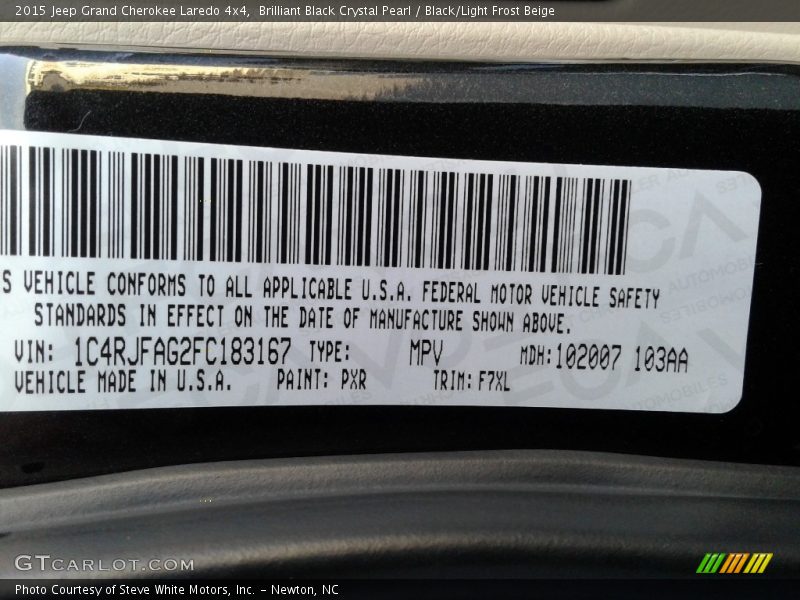 2015 Jeep Grand Cherokee Laredo 4x4, Brilliant Black Crystal Pearl / Black/Light Frost Beige
S VEHICLE CONFORMS TO ALL APPLICABLE U.S.A. FEDERAL MOTOR VEHICLE SAFETY
STANDARDS IN EFFECT ON THE DATE OF MANUFACTURE SHOWN ABOVE.
VIN: 1C4RJFAG2FC183167 TYPE: MPV MDH:102007 103AA
VEHICLE MADE IN U.S.A. PAINT: PXR TRIM: F7XL
GTCARLOT.COM
Photo Courtesy of Steve White Motors, Inc. – Newton, NC